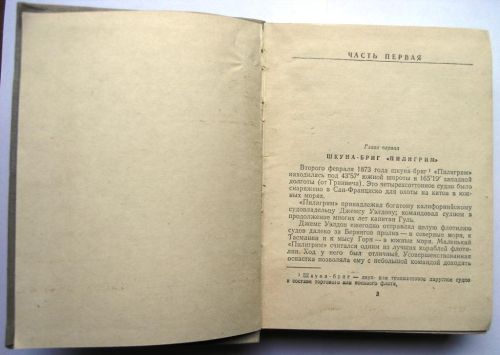 ЧАСТЬ ПЕРВАЯ
Глава первая
ШКУНА-БРИГ «ПИЛИГРИМ»
Второго февраля 1873 года шкуна-бриг¹ «Пилигрим»
находилась под 43°57' южной широты и 165°19' западной
долготы (от Гринвича). Это четырехсоттонное судно было
снаряжено в Сан-Франциско для охоты на китов в юж-
ных морях.
«Пилигрим» принадлежал богатому калифорнийскому
судовладельцу Джемсу Уэлдону; командовал судном в
продолжение многих лет капитан Гуль.
Джемс Уэлдон ежегодно отправлял целую флотилию
судов далеко за Берингов пролив — в северные моря, к
Тасмании и к мысу Горн — в южные моря. Маленький
«Пилигрим» считался одним из лучших кораблей флоти-
лии. Ход у него был отличный. Усовершенствованная
оснастка позволяла ему с небольшой командой доходить
¹ Шкуна-бриг — двух- или трехмачтовое парусное судно
в составе торгового или военного флота.
3